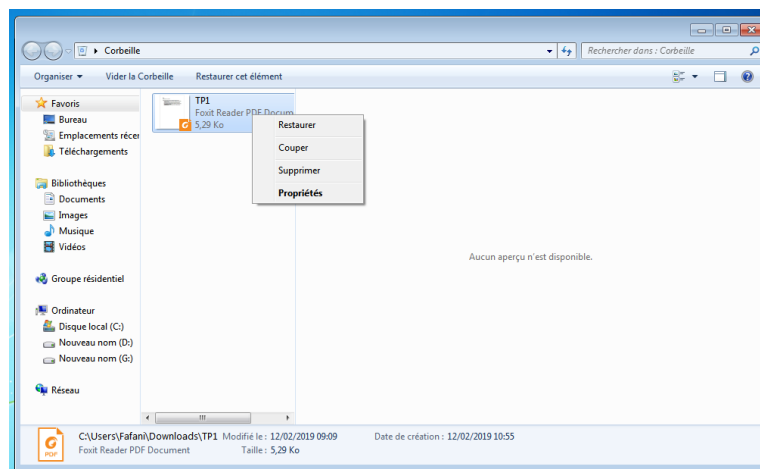 Corbeille
Rechercher dans : Corbeille
Organiser
Vider la Corbeille
Restaurer cet élément
Favoris
Bureau
Emplacements récer
Téléchargements
Bibliothèques
Documents
Images
Musique
Vidéos
Groupe résidentiel
Ordinateur
Disque local (C:)
Nouveau nom (D:)
Nouveau nom (G:)
Réseau
TP1
Foxit Reader PDF Docum
5,29 Ko
Restaurer
Couper
Supprimer
Propriétés
Aucun aperçu n'est disponible.
C:\Users\Fafani\Downloads\TP1 Modifié le : 12/02/2019 09:09 Date de création : 12/02/2019 10:55
PDF
Foxit Reader PDF Document Taille : 5,29 Ko